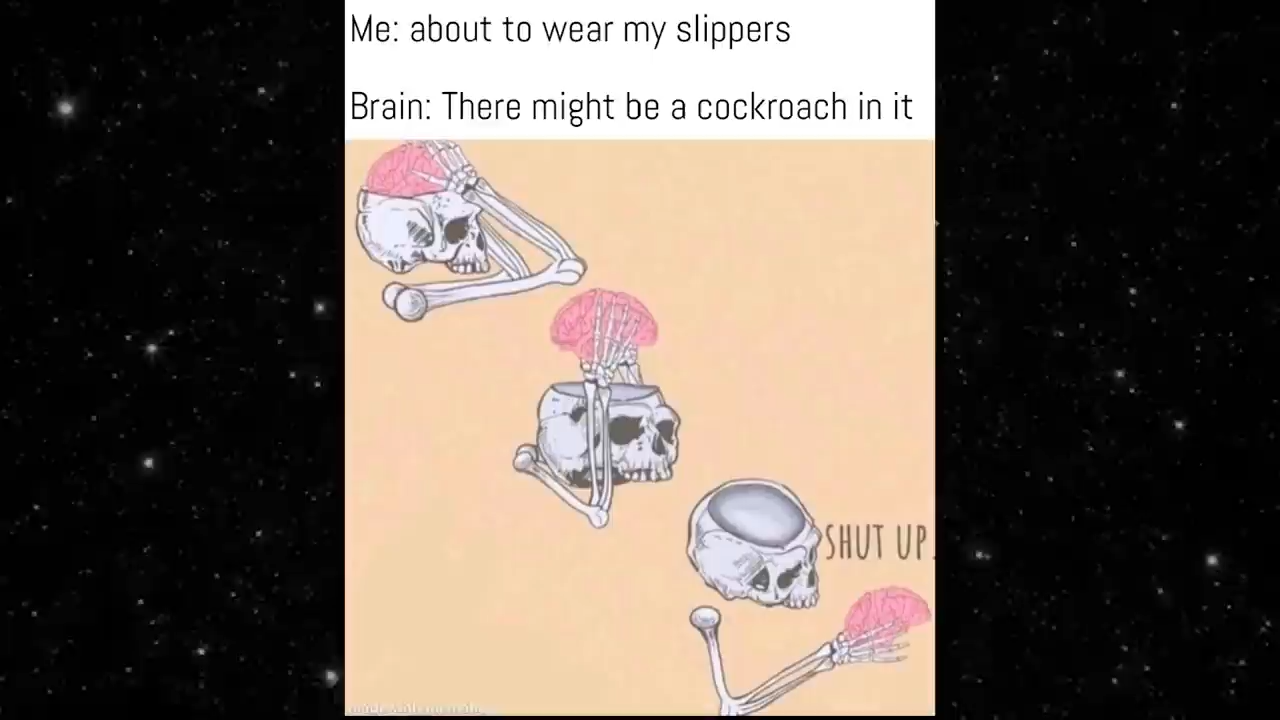 Me: about to wear my slippers
Brain: There might be a cockroach in it
SHUT UP.